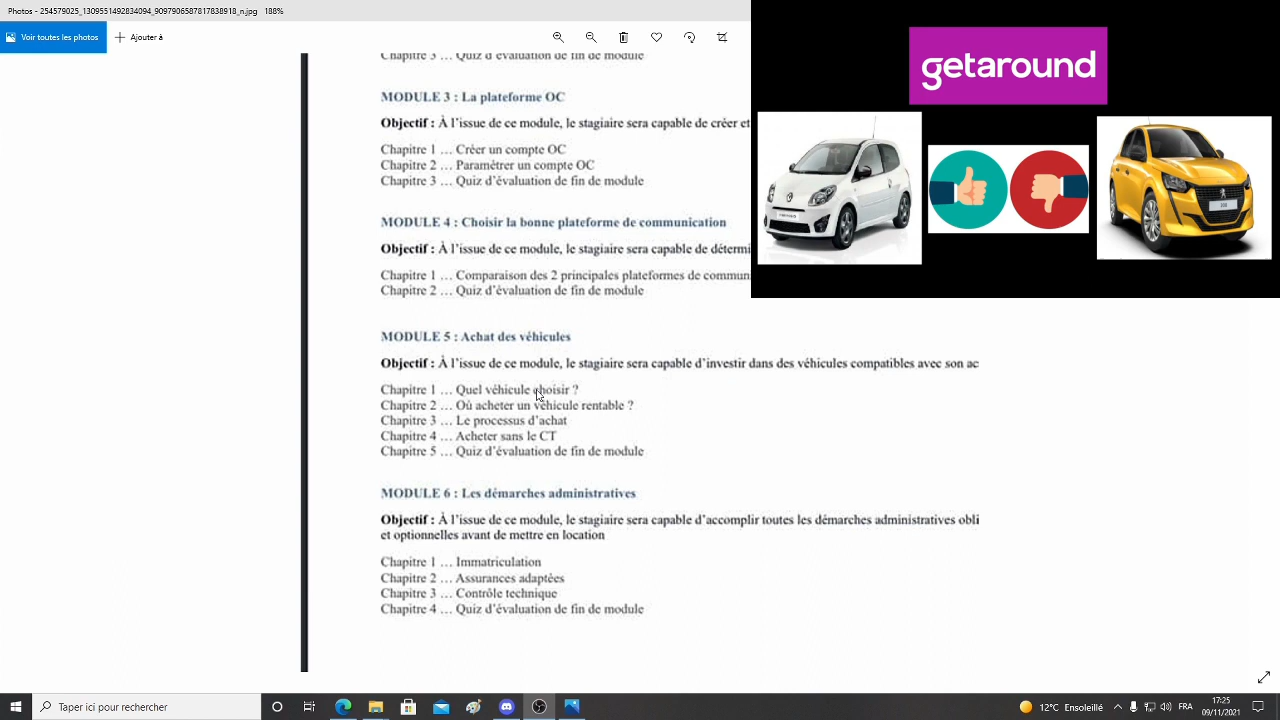 Photos - 254579025_1309551492834094_9097906587817838918_n.jpg - 188%
Voir toutes les photos
Ajouter à
Chapitre 3 … Quiz d'évaluation de fin de module
MODULE 3 : La plateforme OC
Objectif : À l'issue de ce module, le stagiaire sera capable de créer et
Chapitre 1 … Créer un compte OC
Chapitre 2 … Paramétrer un compte OC
Chapitre 3 … Quiz d'évaluation de fin de module
MODULE 4 : Choisir la bonne plateforme de communication
Objectif : À l'issue de ce module, le stagiaire sera capable de détermi
Chapitre 1 … Comparaison des 2 principales plateformes de commun
Chapitre 2 … Quiz d'évaluation de fin de module
MODULE 5 : Achat des véhicules
Objectif : À l'issue de ce module, le stagiaire sera capable d'investir dans des véhicules compatibles avec son ac
Chapitre 1 … Quel véhicule choisir ?
Chapitre 2 … Où acheter un véhicule rentable ?
Chapitre 3 … Le processus d'achat
Chapitre 4 … Acheter sans le CT
Chapitre 5 … Quiz d'évaluation de fin de module
MODULE 6 : Les démarches administratives
Objectif : À l'issue de ce module, le stagiaire sera capable d'accomplir toutes les démarches administratives obli
et optionnelles avant de mettre en location
Chapitre 1 … Immatriculation
Chapitre 2 … Assurances adaptées
Chapitre 3 … Contrôle technique
Chapitre 4 … Quiz d'évaluation de fin de module
getaround
208
Taper ici pour rechercher
12°C Ensoleillé
FRA
17:25
09/11/2021